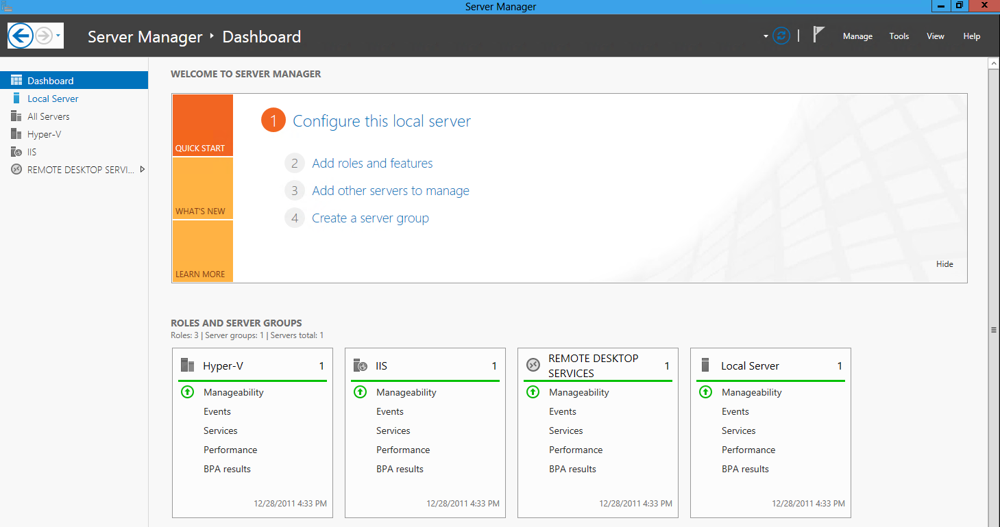 Server Manager
Server Manager ‣ Dashboard
Manage Tools View Help
Dashboard
Local Server
All Servers
Hyper-V
IIS
REMOTE DESKTOP SERVI...
WELCOME TO SERVER MANAGER
QUICK START
WHAT'S NEW
LEARN MORE
1 Configure this local server
2 Add roles and features
3 Add other servers to manage
4 Create a server group
Hide
ROLES AND SERVER GROUPS
Roles: 3 | Server groups: 1 | Servers total: 1
Hyper-V 1
Manageability
Events
Services
Performance
BPA results
12/28/2011 4:33 PM
IIS 1
Manageability
Events
Services
Performance
BPA results
12/28/2011 4:33 PM
REMOTE DESKTOP
SERVICES 1
Manageability
Events
Services
Performance
BPA results
12/28/2011 4:33 PM
Local Server 1
Manageability
Events
Services
Performance
BPA results
12/28/2011 4:33 PM